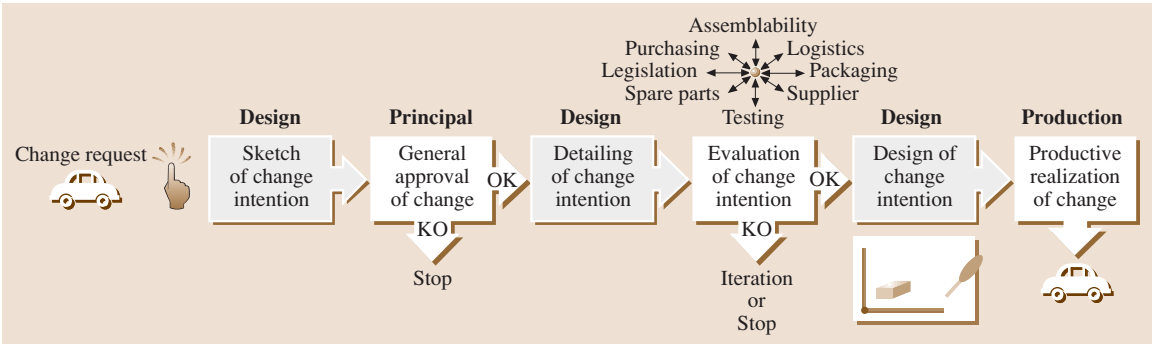 Assemblability
Purchasing Logistics
Legislation Packaging
Spare parts Supplier
Testing
Design Principal Design Design Production
Change request
Sketch
of change
intention
General
approval
of change
OK
KO
Stop
Detailing
of change
intention
Evaluation
of change
intention
OK
KO
Iteration
or
Stop
Design of
change
intention
Productive
realization
of change